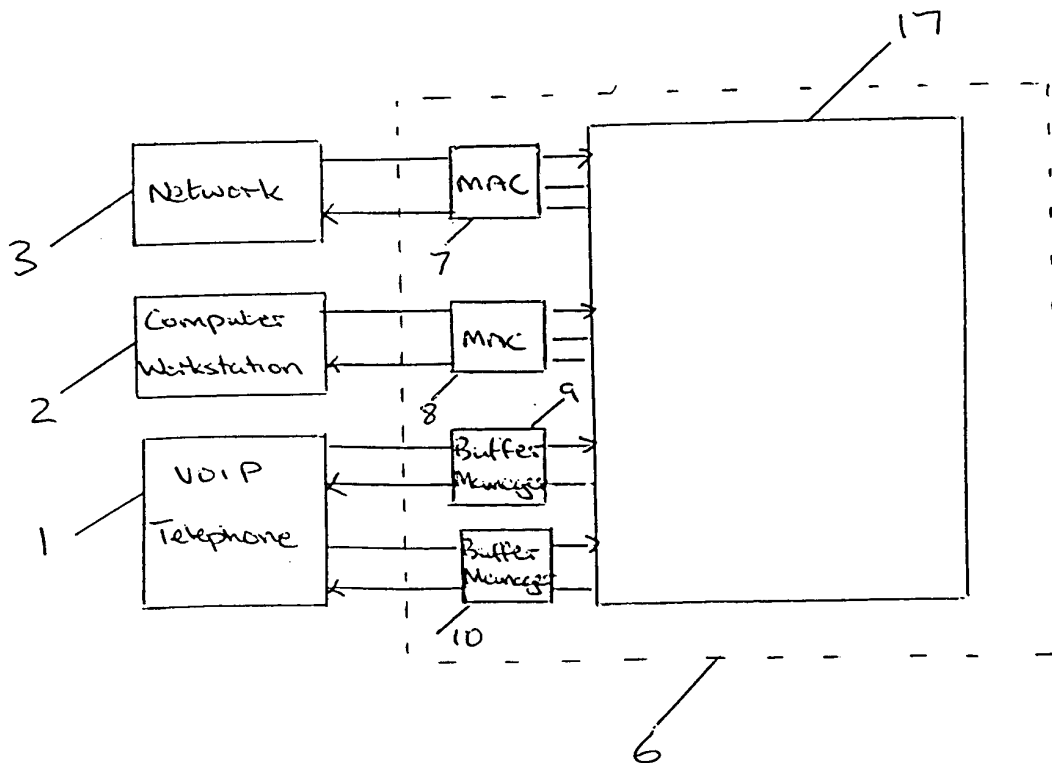 17
Network
MAC
3
7
Computer
Workstation
MAC
2
8
9
VOIP
Telephone
Buffer
Manager
1
Buffer
Manager
10
6